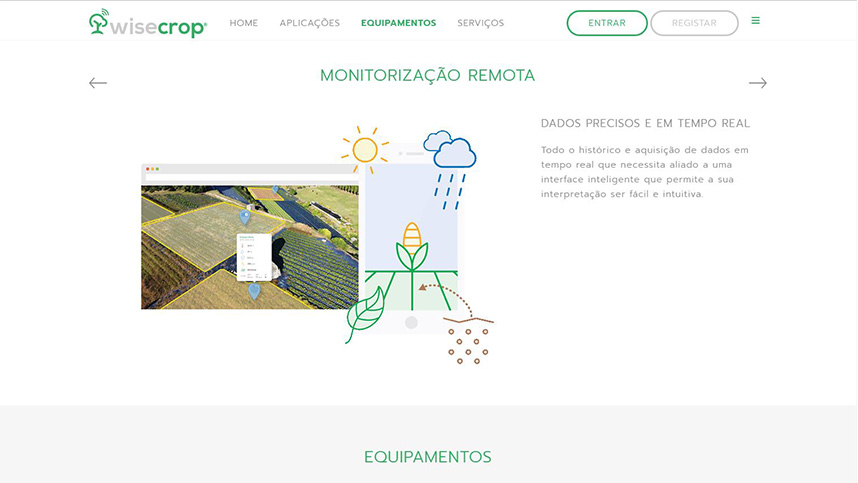 wisecrop®
HOME APLICAÇÕES EQUIPAMENTOS SERVIÇOS ENTRAR REGISTAR
MONITORIZAÇÃO REMOTA
DADOS PRECISOS E EM TEMPO REAL
Todo o histórico e aquisição de dados em
tempo real que necessita aliado a uma
interface inteligente que permite a sua
interpretação ser fácil e intuitiva.
EQUIPAMENTOS